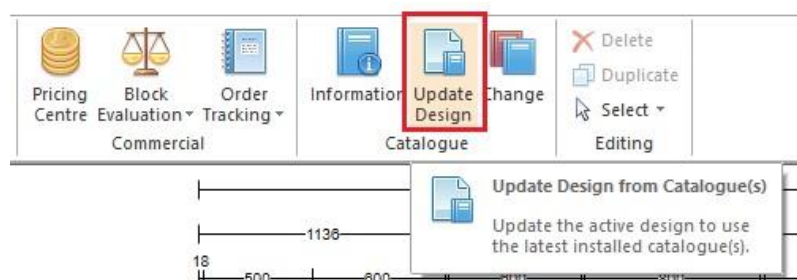 Pricing Centre
Block Evaluation
Order Tracking
Commercial
Information
Update Design
Change
Catalogue
Delete
Duplicate
Select
Editing
Update Design from Catalogue(s)
Update the active design to use
the latest installed catalogue(s).
1136
18
500
600